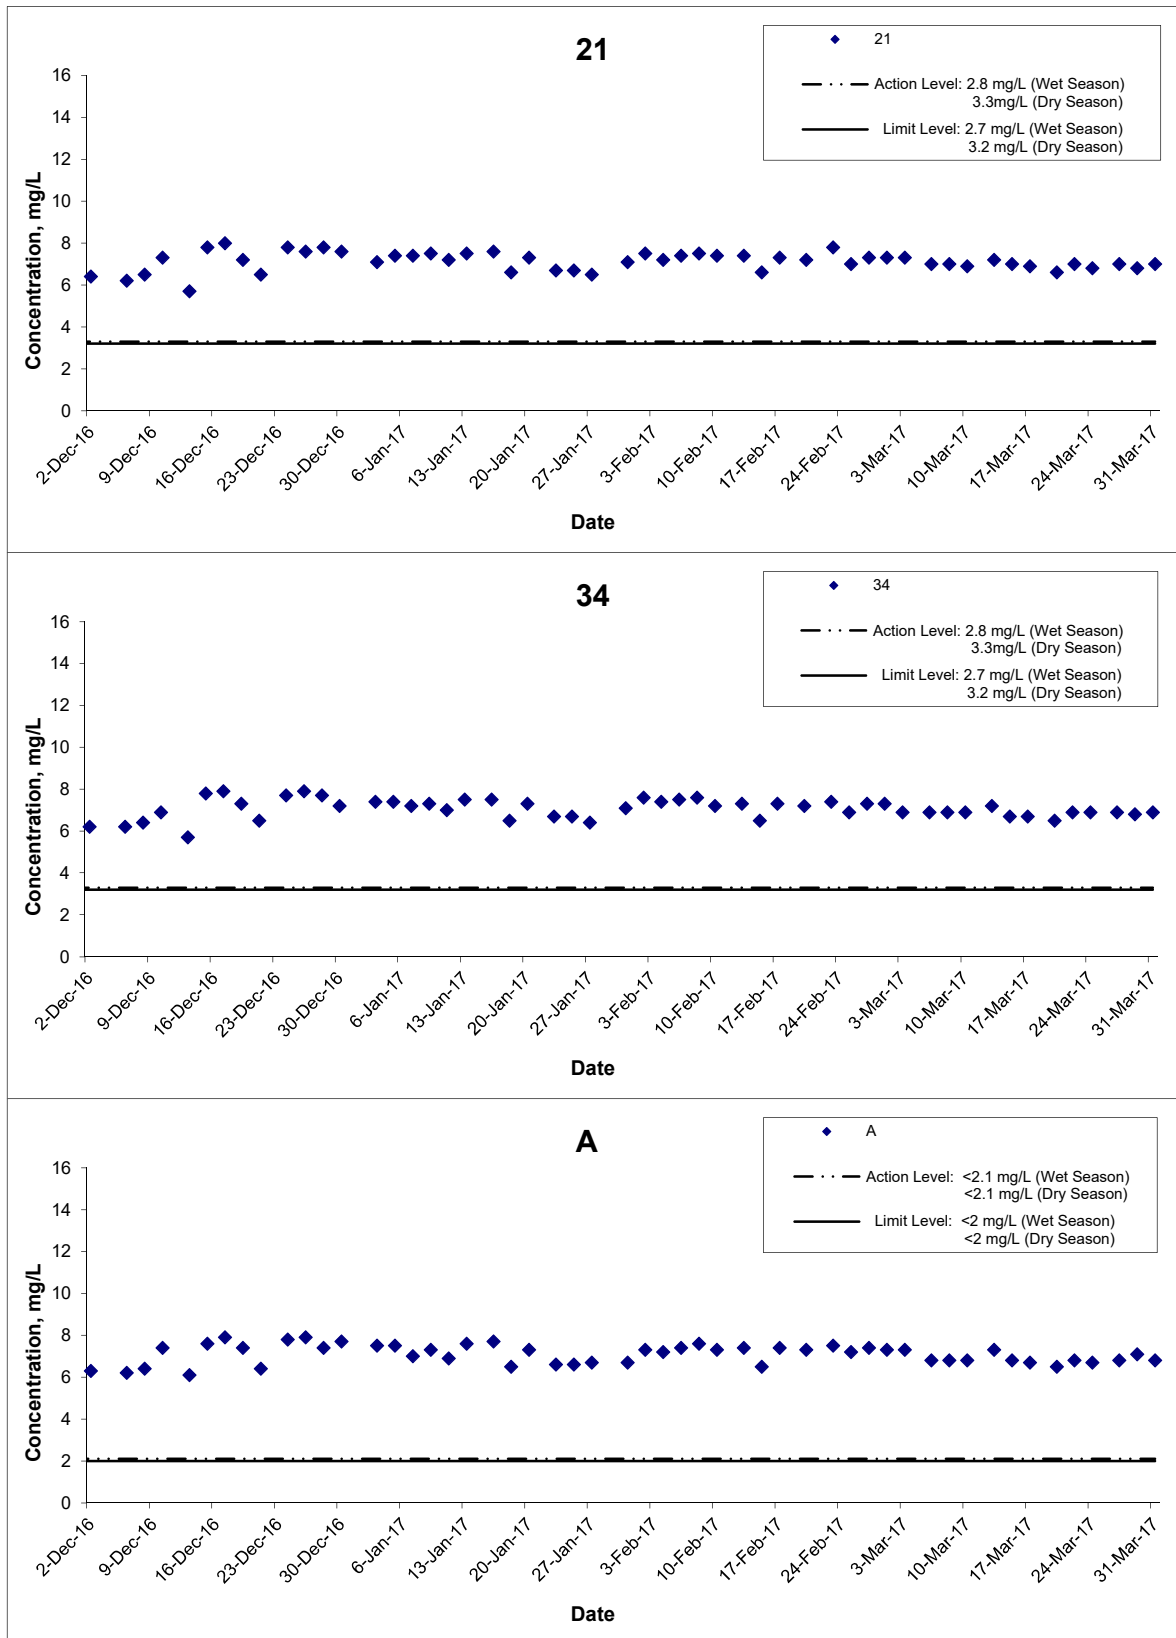 21
21
Action Level: 2.8 mg/L (Wet Season)
3.3mg/L (Dry Season)
Limit Level: 2.7 mg/L (Wet Season)
3.2 mg/L (Dry Season)
Concentration, mg/L
16
14
12
10
8
6
4
2
0
2-Dec-16
9-Dec-16
16-Dec-16
23-Dec-16
30-Dec-16
6-Jan-17
13-Jan-17
20-Jan-17
27-Jan-17
3-Feb-17
10-Feb-17
17-Feb-17
24-Feb-17
3-Mar-17
10-Mar-17
17-Mar-17
24-Mar-17
31-Mar-17
Date
34
34
Action Level: 2.8 mg/L (Wet Season)
3.3mg/L (Dry Season)
Limit Level: 2.7 mg/L (Wet Season)
3.2 mg/L (Dry Season)
Concentration, mg/L
16
14
12
10
8
6
4
2
0
2-Dec-16
9-Dec-16
16-Dec-16
23-Dec-16
30-Dec-16
6-Jan-17
13-Jan-17
20-Jan-17
27-Jan-17
3-Feb-17
10-Feb-17
17-Feb-17
24-Feb-17
3-Mar-17
10-Mar-17
17-Mar-17
24-Mar-17
31-Mar-17
Date
A
A
Action Level: <2.1 mg/L (Wet Season)
<2.1 mg/L (Dry Season)
Limit Level: <2 mg/L (Wet Season)
<2 mg/L (Dry Season)
Concentration, mg/L
16
14
12
10
8
6
4
2
0
2-Dec-16
9-Dec-16
16-Dec-16
23-Dec-16
30-Dec-16
6-Jan-17
13-Jan-17
20-Jan-17
27-Jan-17
3-Feb-17
10-Feb-17
17-Feb-17
24-Feb-17
3-Mar-17
10-Mar-17
17-Mar-17
24-Mar-17
31-Mar-17
Date